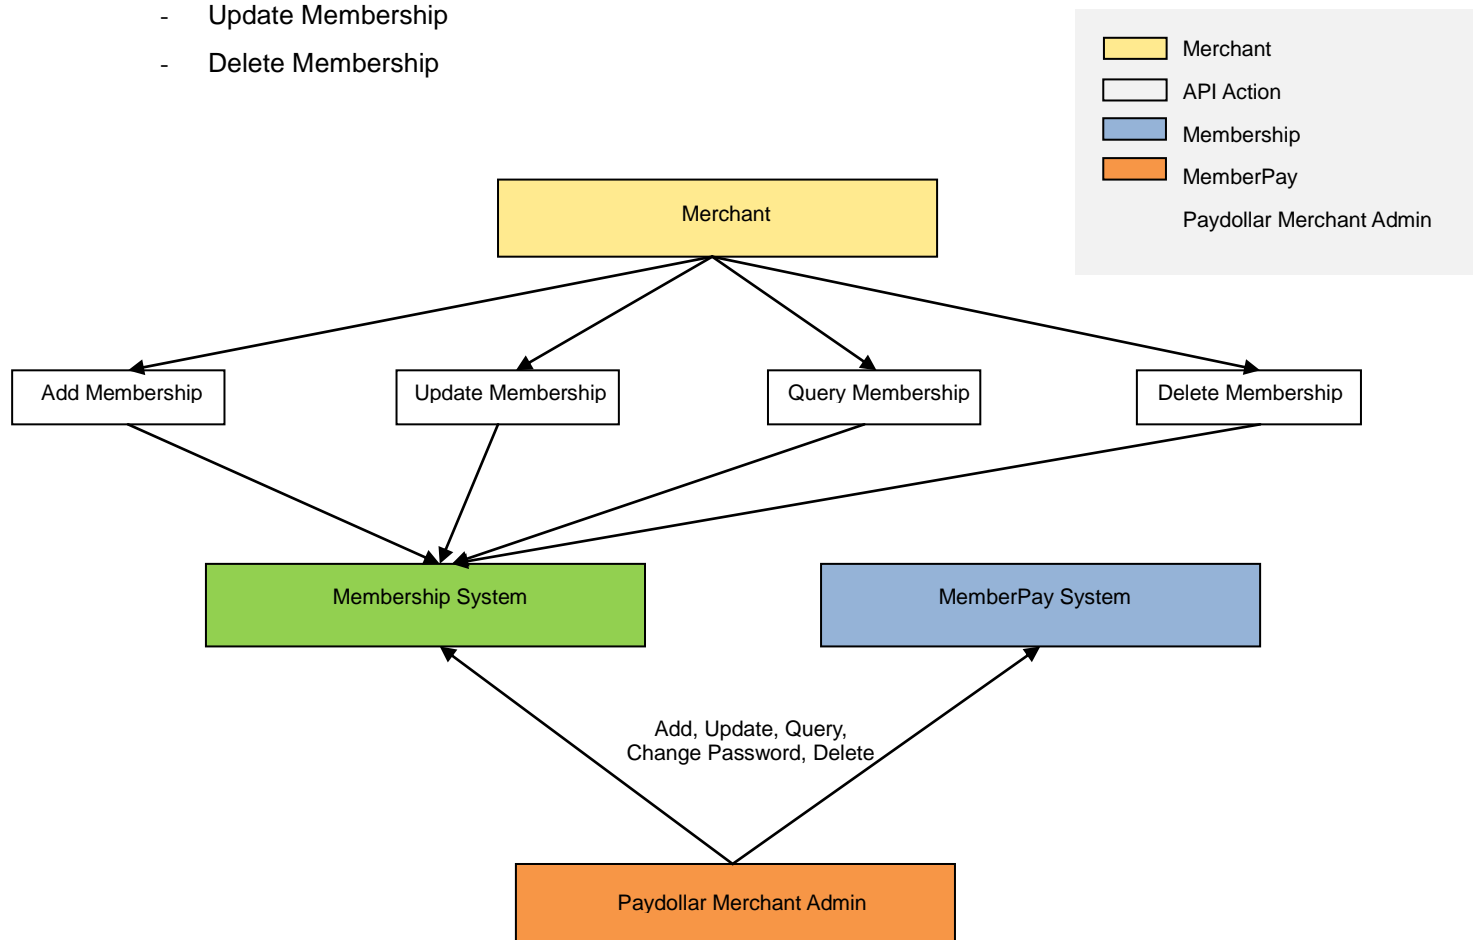 - Update Membership
- Delete Membership
Merchant
API Action
Membership
MemberPay
Paydollar Merchant Admin
Merchant
Add Membership
Update Membership
Query Membership
Delete Membership
Membership System
MemberPay System
Add, Update, Query,
Change Password, Delete
Paydollar Merchant Admin